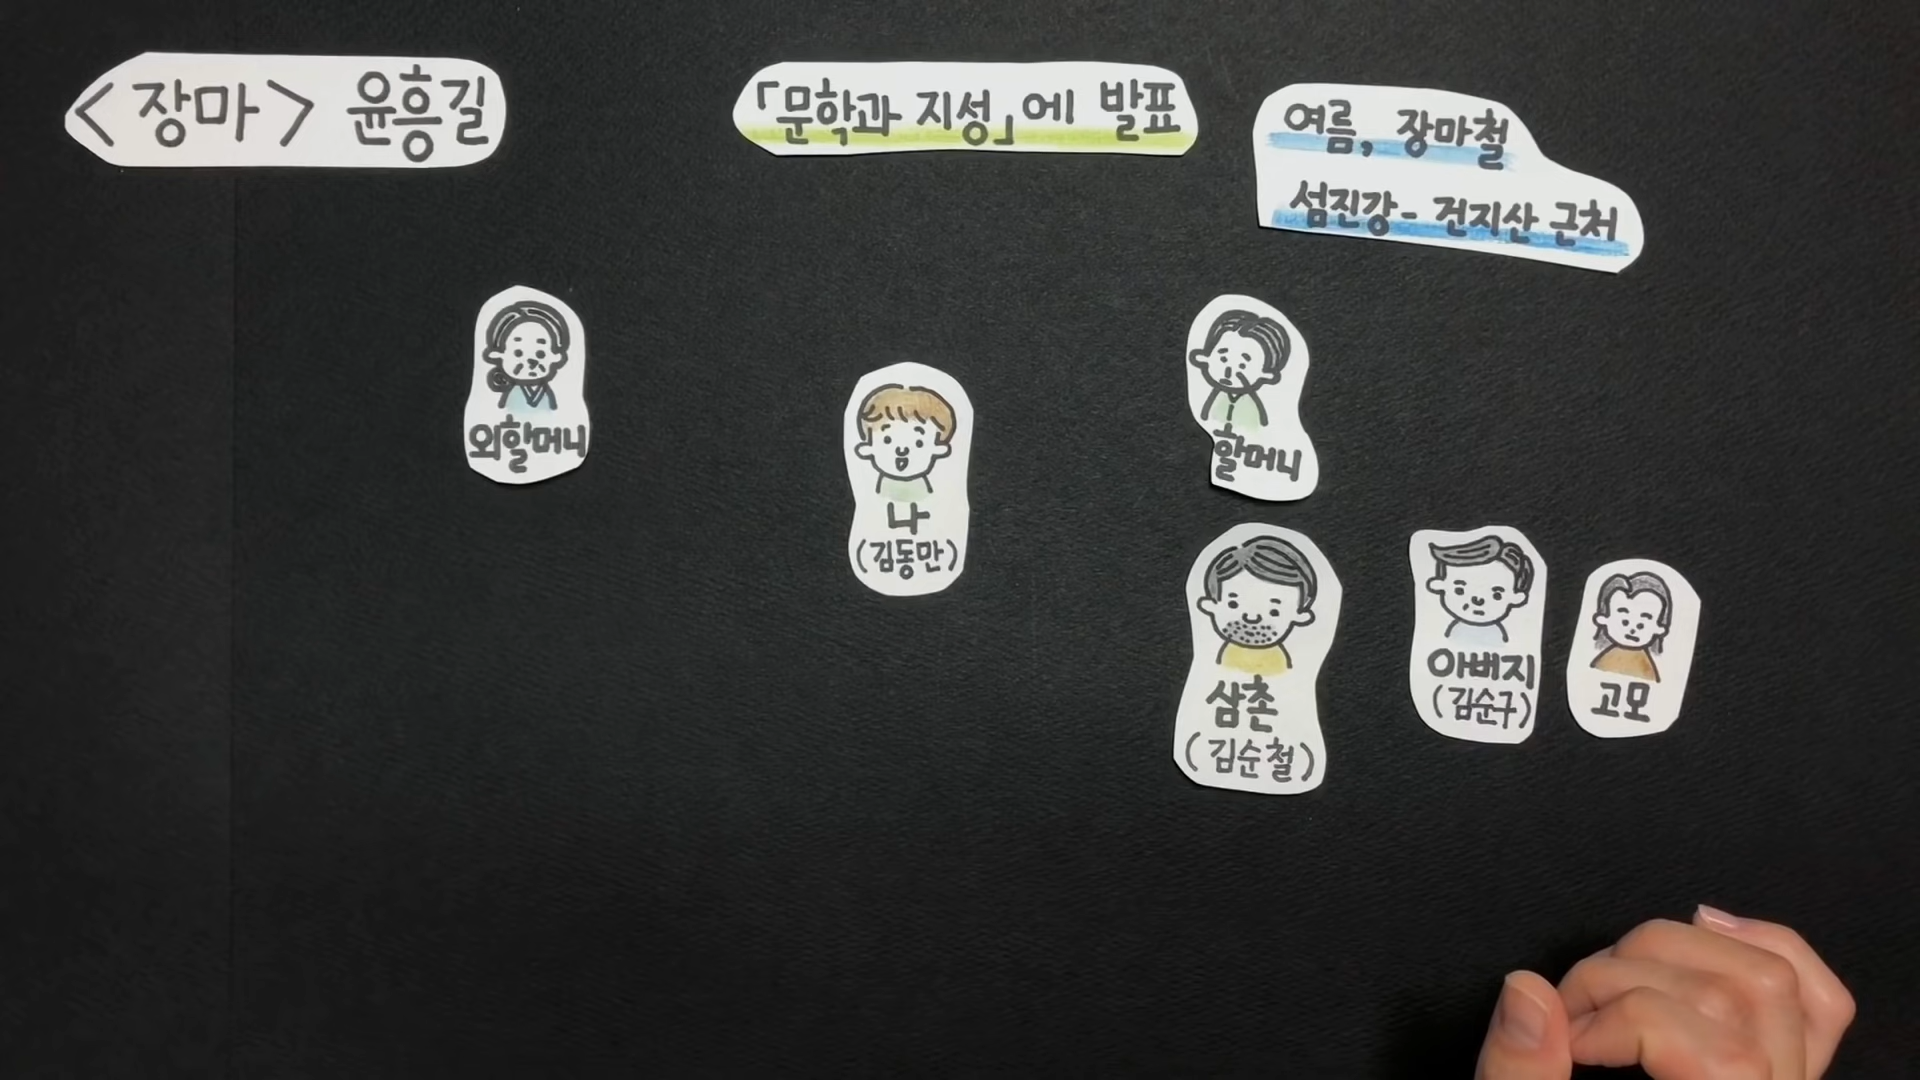 <장마> 윤흥길
「문학과 지성」에 발표
여름, 장마철
섬진강 - 건지산 근처
외할머니
나
(김동만)
할머니
삼촌
(김순철)
아버지
(김순구)
고모